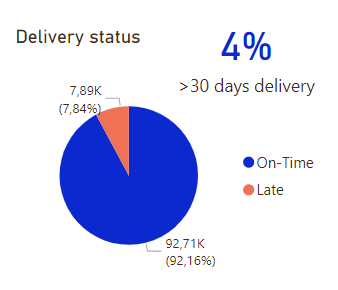 Delivery status
4%
>30 days delivery
7,89K
(7,84%)
On-Time
Late
92,71K
(92,16%)